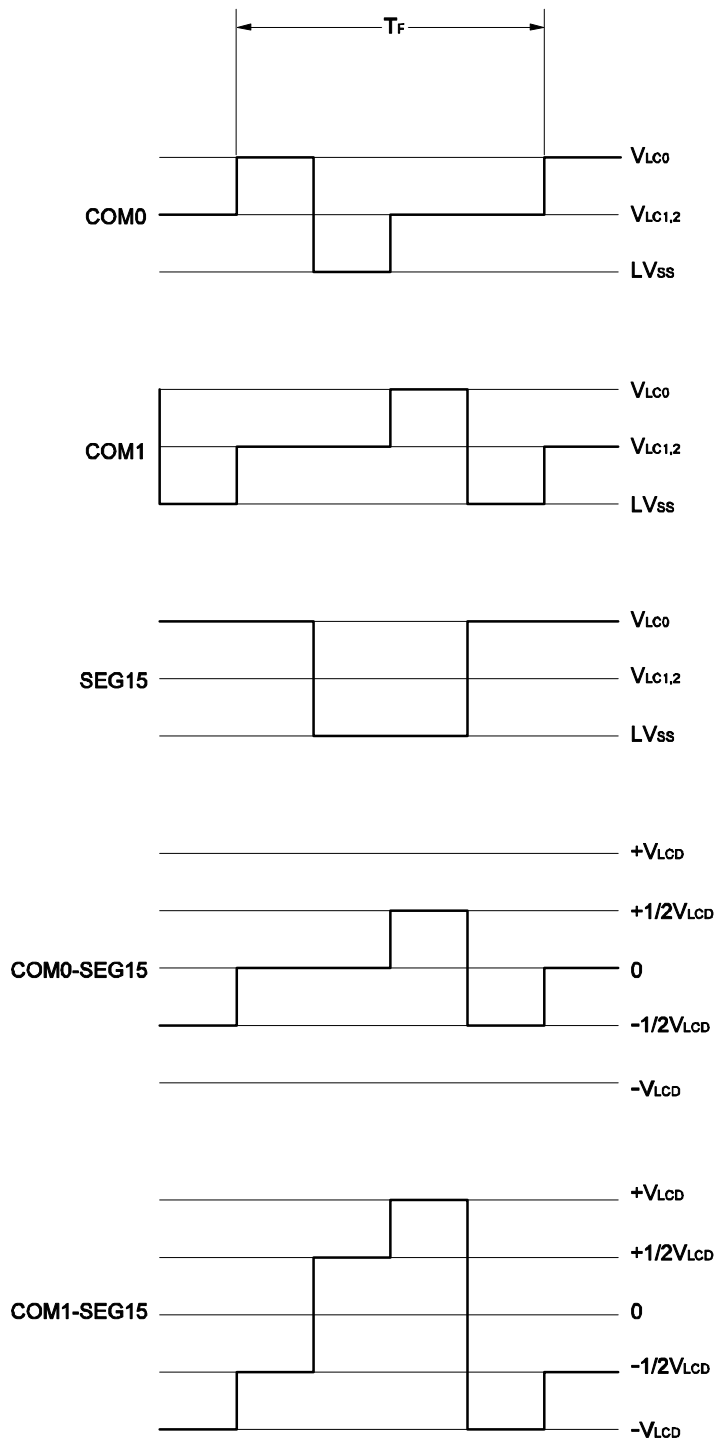 TF
VLC0
COM0
VLC1,2
LVSS
VLC0
COM1
VLC1,2
LVSS
VLC0
SEG15
VLC1,2
LVSS
+VLCD
+1/2VLCD
COM0-SEG15
0
-1/2VLCD
-VLCD
+VLCD
+1/2VLCD
COM1-SEG15
0
-1/2VLCD
-VLCD